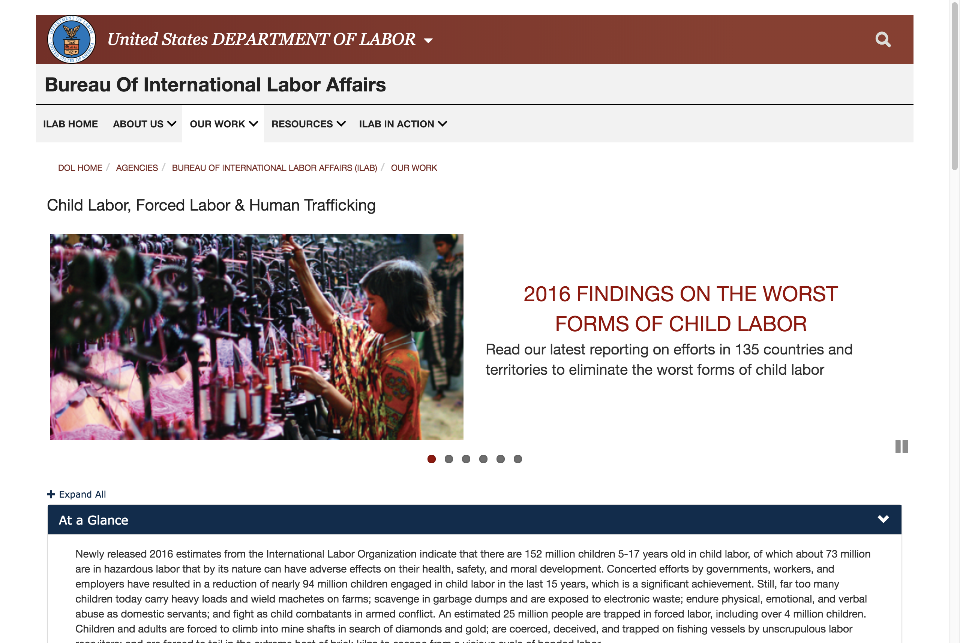 United States DEPARTMENT OF LABOR
Bureau Of International Labor Affairs
ILAB HOME ABOUT US OUR WORK RESOURCES ILAB IN ACTION
DOL HOME / AGENCIES / BUREAU OF INTERNATIONAL LABOR AFFAIRS (ILAB) / OUR WORK
Child Labor, Forced Labor & Human Trafficking
2016 FINDINGS ON THE WORST
FORMS OF CHILD LABOR
Read our latest reporting on efforts in 135 countries and
territories to eliminate the worst forms of child labor
+ Expand All
At a Glance
Newly released 2016 estimates from the International Labor Organization indicate that there are 152 million children 5-17 years old in child labor, of which about 73 million
are in hazardous labor that by its nature can have adverse effects on their health, safety, and moral development. Concerted efforts by governments, workers, and
employers have resulted in a reduction of nearly 94 million children engaged in child labor in the last 15 years, which is a significant achievement. Still, far too many
children today carry heavy loads and wield machetes on farms; scavenge in garbage dumps and are exposed to electronic waste; endure physical, emotional, and verbal
abuse as domestic servants; and fight as child combatants in armed conflict. An estimated 25 million people are trapped in forced labor, including over 4 million children.
Children and adults are forced to climb into mine shafts in search of diamonds and gold; are coerced, deceived, and trapped on fishing vessels by unscrupulous labor